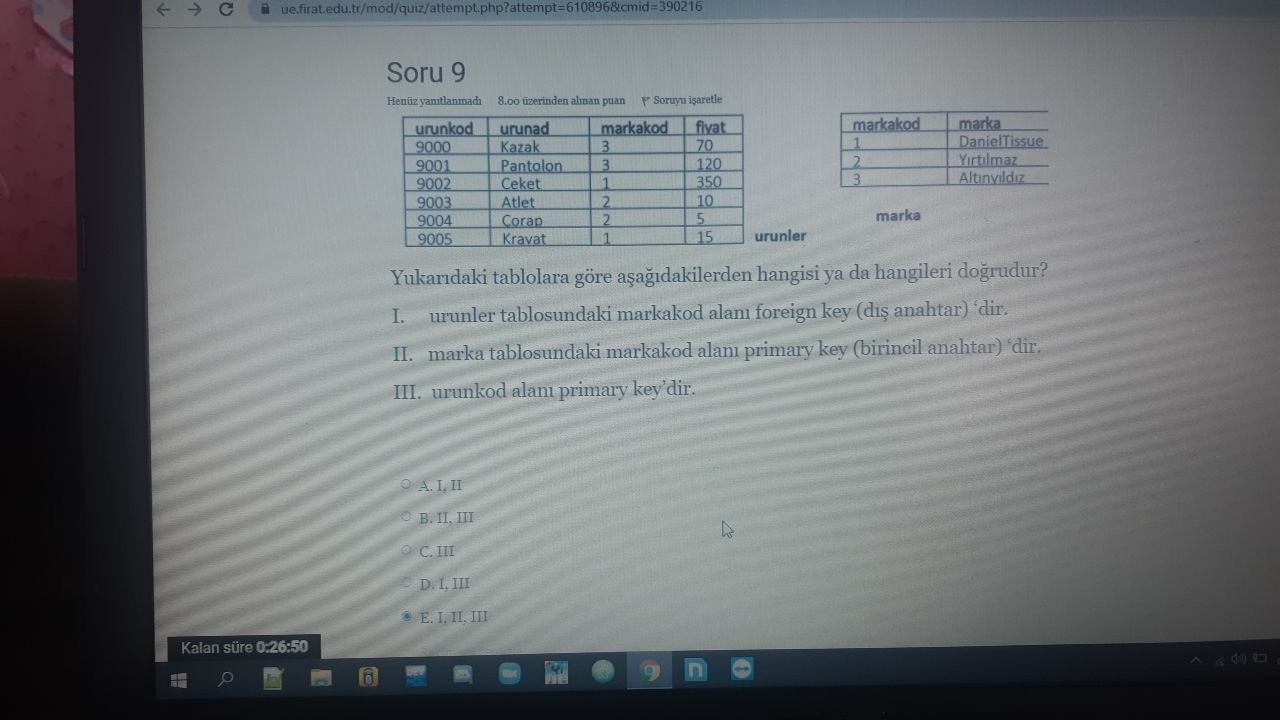 ue.firat.edu.tr/mod/quiz/attempt.php?attempt=610896&cmid=390216
Soru 9
Henüz yanıtlanmadı 8.00 üzerinden alınan puan Soruyu işaretle
urunkod urunad markakod fiyat
9000 Kazak 3 70
9001 Pantolon 3 120
9002 Ceket 1 350
9003 Atlet 2 10
9004 Çorap 2 5
9005 Kravat 1 15
urunler
markakod marka
1 DanielTissue
2 Yırtılmaz
3 Altınyıldız
marka
Yukarıdaki tablolara göre aşağıdakilerden hangisi ya da hangileri doğrudur?
I. urunler tablosundaki markakod alanı foreign key (dış anahtar) ‘dir.
II. marka tablosundaki markakod alanı primary key (birincil anahtar) ‘dir.
III. urunkod alanı primary key’dir.
A. I, II
B. II, III
C. III
D. I, III
E. I, II, III
Kalan süre 0:26:50